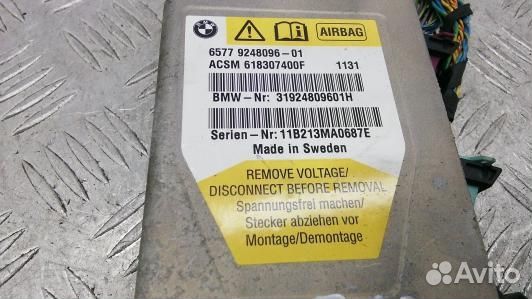 BMW
AIRBAG
6577 9248096-01
ACSM 618307400F 1131
BMW-Nr: 31924809601H
Serien-Nr: 11B213MA0687E
Made in Sweden
REMOVE VOLTAGE/
DISCONNECT BEFORE REMOVAL
Spannungsfrei machen/
Stecker abziehen vor
Montage/Demontage
Avito